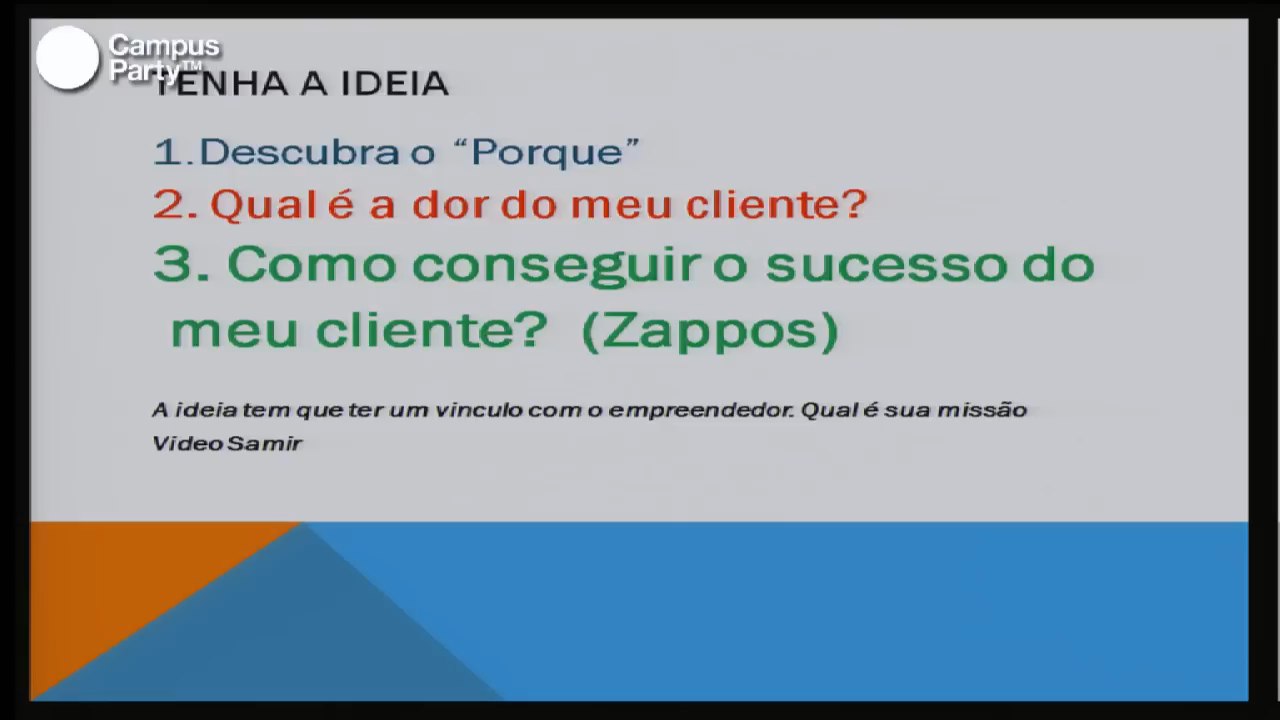 Campus
Party™
TENHA A IDEIA
1. Descubra o “Porque”
2. Qual é a dor do meu cliente?
3. Como conseguir o sucesso do
meu cliente? (Zappos)
A ideia tem que ter um vinculo com o empreendedor. Qual é sua missão
Vídeo Samir